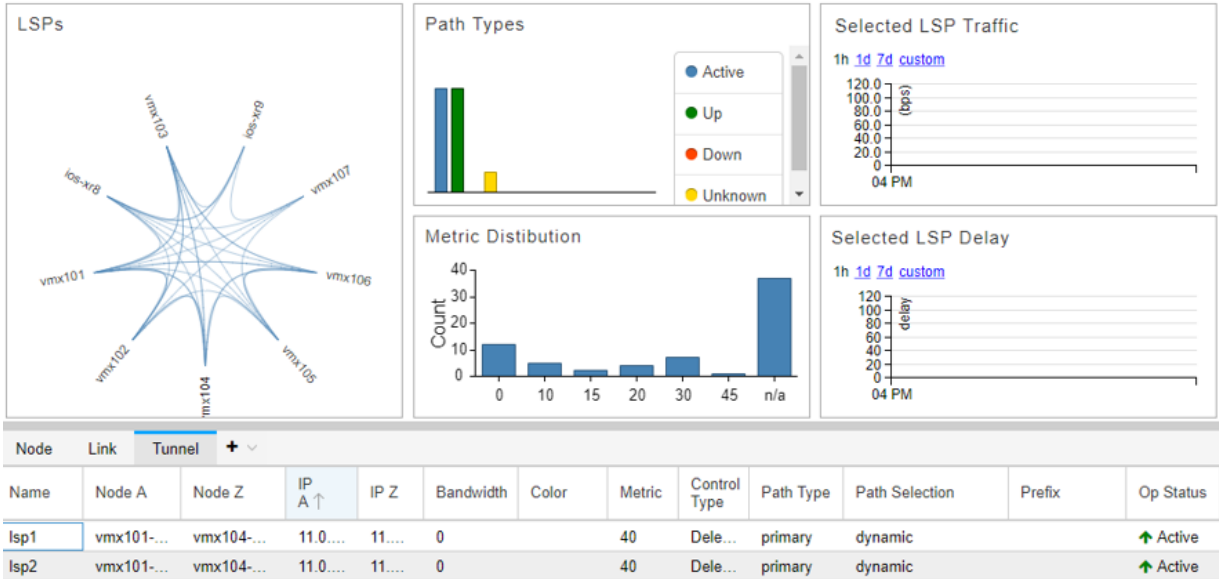 LSPs
vmx103
ios-xr9
ios-xr8
vmx107
vmx101
vmx106
vmx102
vmx105
vmx104
Path Types
Active
Up
Down
Unknown
Metric Distibution
Count
40
30
20
10
0
0 10 15 20 30 45 n/a
Selected LSP Traffic
1h 1d 7d custom
(bps)
120.0
100.0
80.0
60.0
40.0
20.0
0
04 PM
Selected LSP Delay
1h 1d 7d custom
delay
120
100
80
60
40
20
0
04 PM
Node Link Tunnel +
Name Node A Node Z IP A ↑ IP Z Bandwidth Color Metric Control Type Path Type Path Selection Prefix Op Status
lsp1 vmx101-... vmx104-... 11.0.... 11.... 0 40 Dele... primary dynamic Active
lsp2 vmx101-... vmx104-... 11.0.... 11.... 0 40 Dele... primary dynamic Active